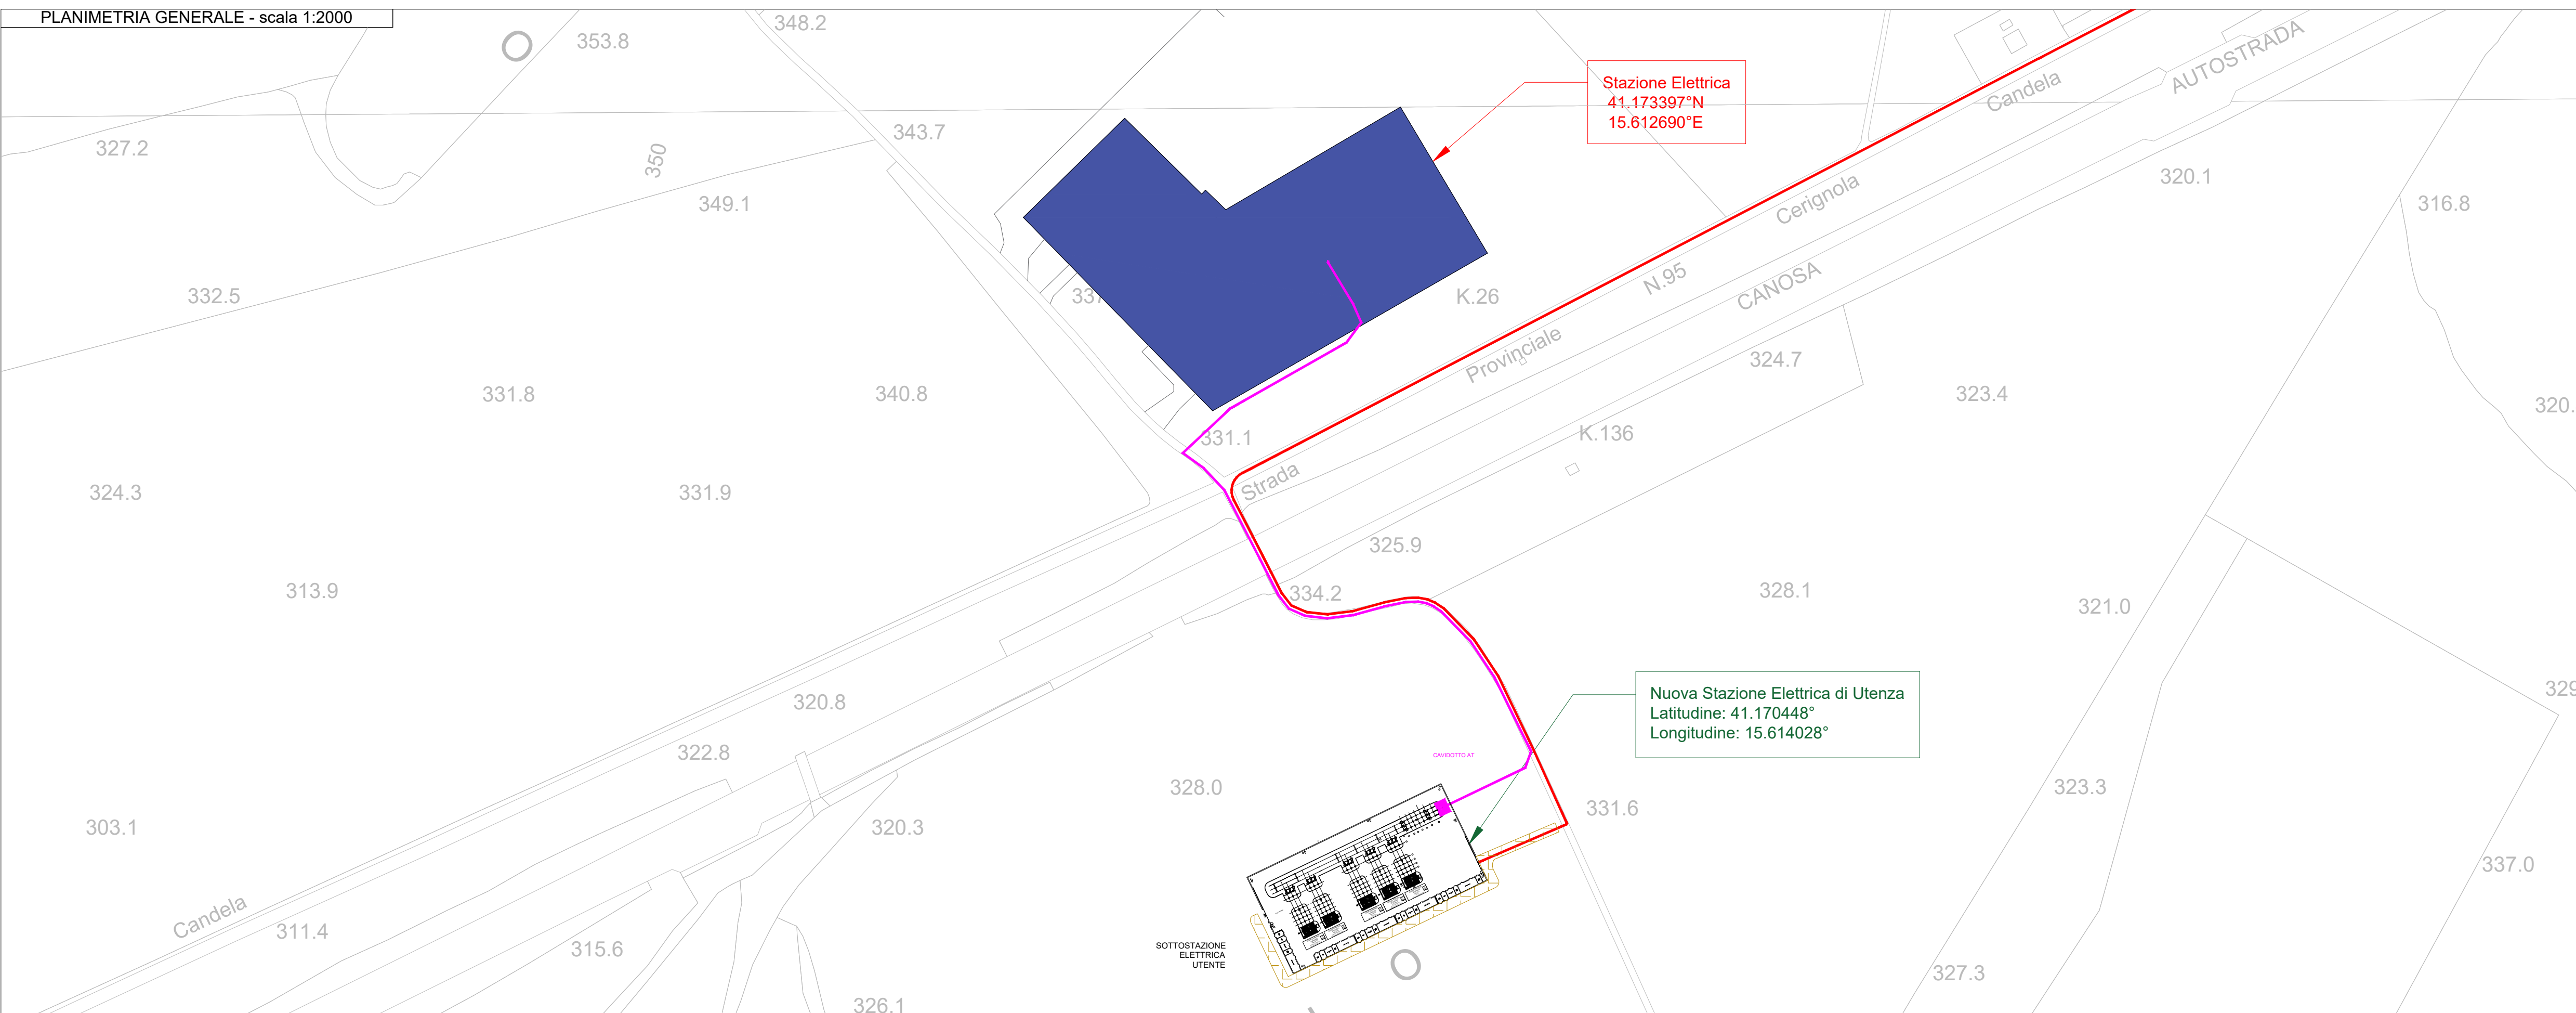 PLANIMETRIA GENERALE - scala 1:2000
348.2
353.8
AUTOSTRADA
Stazione Elettrica
41.173397°N
15.612690°E
Candela
343.7
327.2
350
320.1
349.1
Cerignola
316.8
332.5
337
K.26
N.95
CANOSA
Provinciale
324.7
331.8
340.8
323.4
320.
331.1
K.136
Strada
324.3
331.9
325.9
313.9
334.2
328.1
321.0
320.8
Nuova Stazione Elettrica di Utenza
Latitudine: 41.170448°
Longitudine: 15.614028°
329
322.8
CAVIDOTTO AT
328.0
323.3
331.6
303.1
320.3
337.0
Candela
311.4
315.6
SOTTOSTAZIONE
ELETTRICA
UTENTE
327.3
326.1